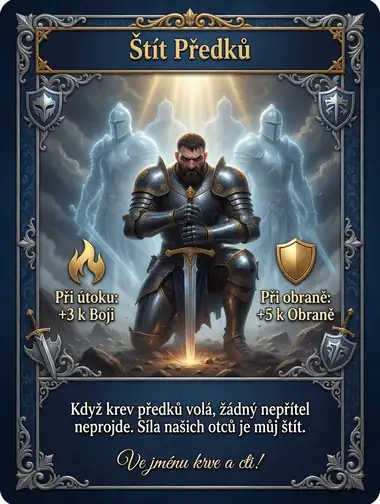 Štít Předků
Při útoku:
+3 k Boji
Při obraně:
+5 k Obraně
Když krev předků volá, žádný nepřítel
neprojde. Síla našich otců je můj štít.
Ve jménu krve a cti!